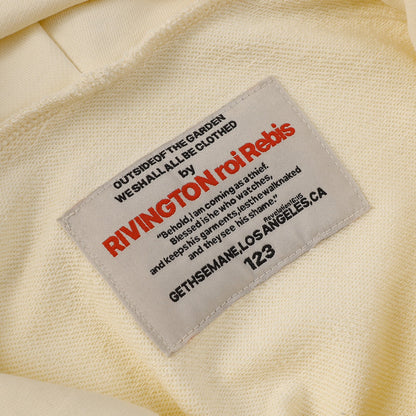 OUTSIDE OF THE GARDEN
WE SHALL ALL BE CLOTHED
by
RIVINGTON roi Rebis
"Behold, I am coming as a thief.
Blessed is he who watches,
and keeps his garments, lest he walk naked
and they see his shame."
Revelation 16:15
GETHSEMANE, LOS ANGELES, CA
123